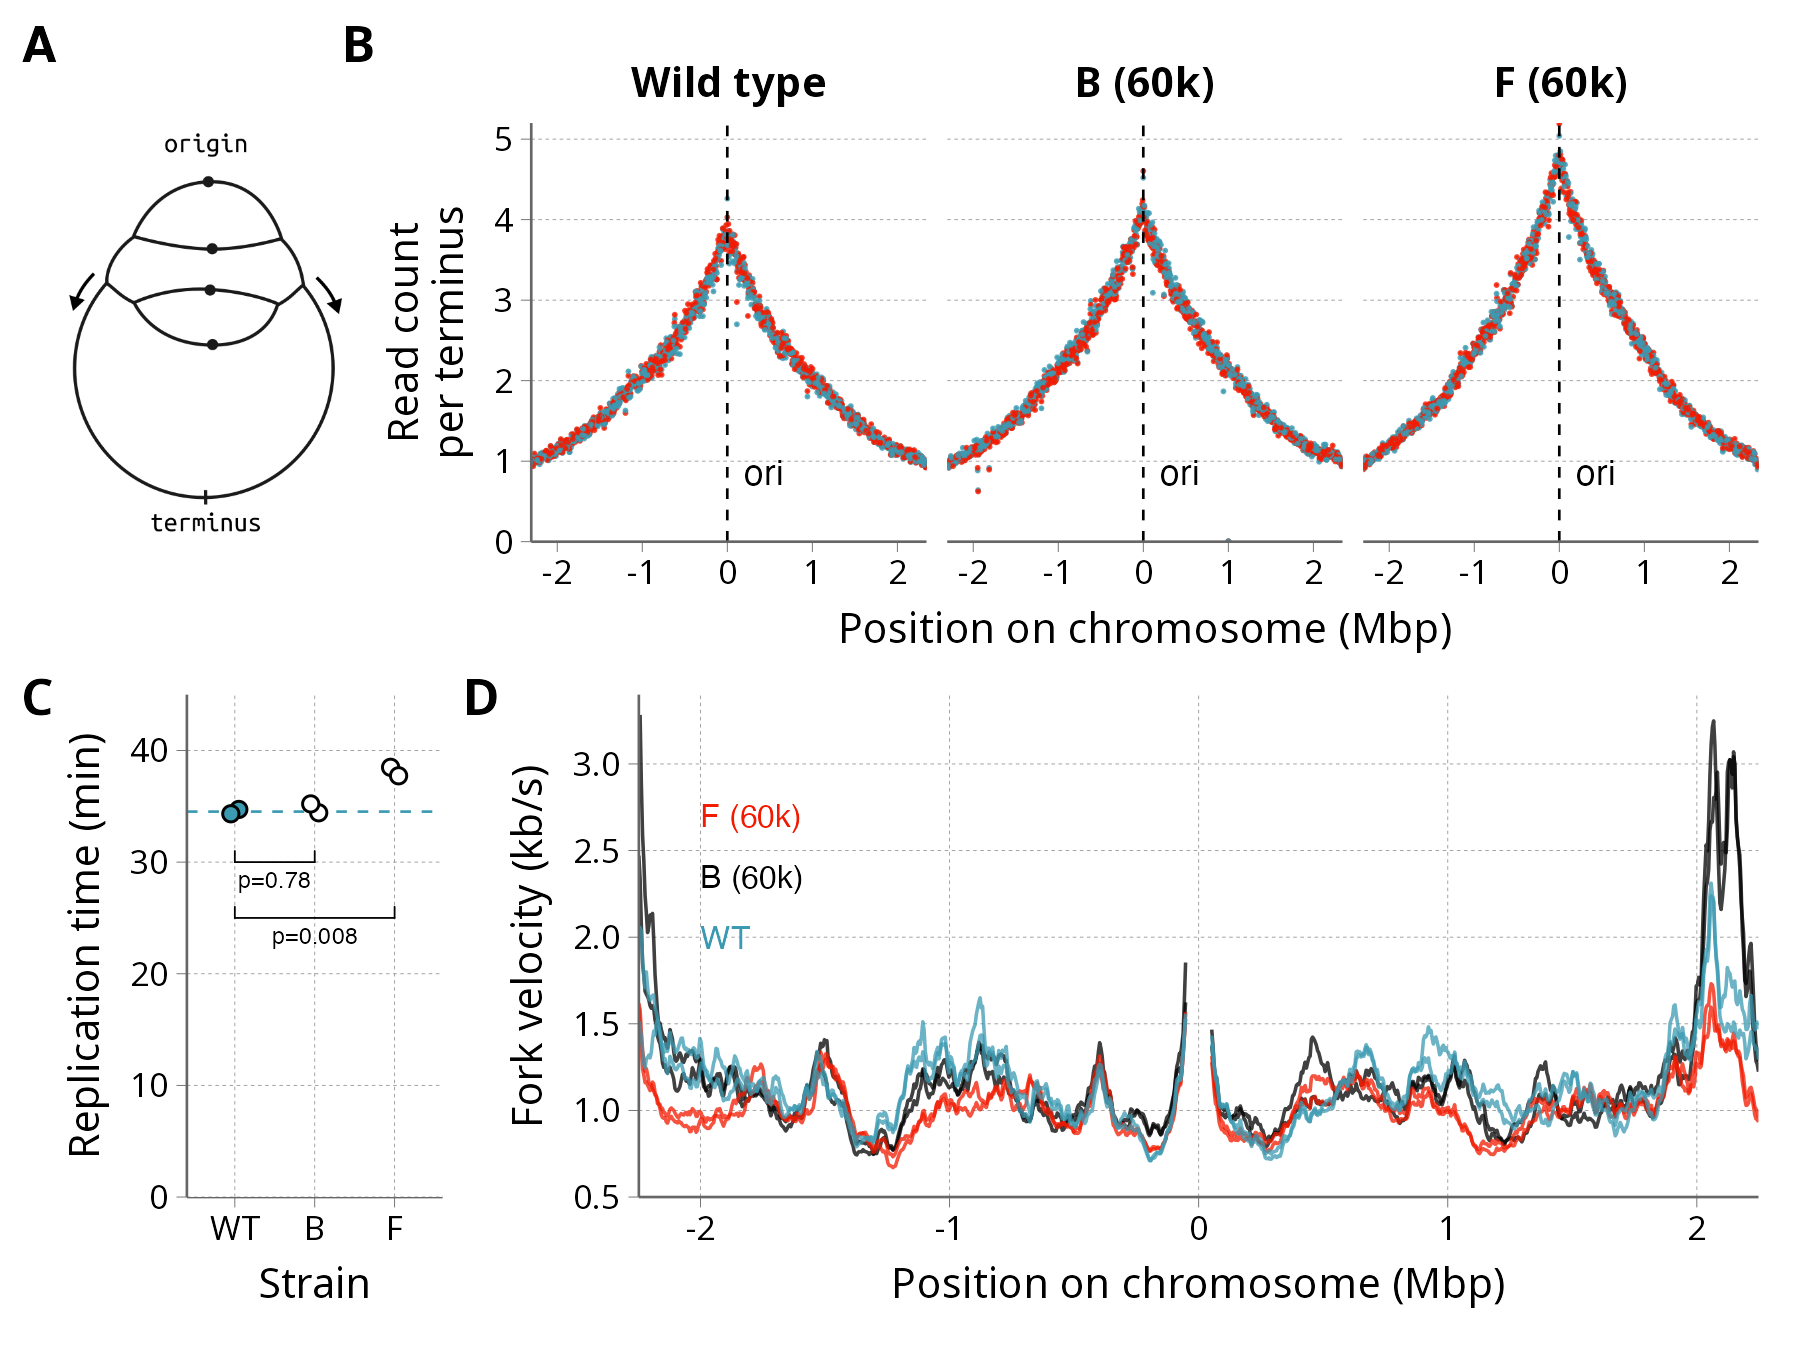 A
origin
terminus
B
Wild type
B (60k)
F (60k)
Read count
per terminus
5
4
3
2
1
0
ori
ori
ori
-2 -1 0 1 2
-2 -1 0 1 2
-2 -1 0 1 2
Position on chromosome (Mbp)
C
Replication time (min)
40
30
20
10
0
p=0.78
p=0.008
WT B F
Strain
D
Fork velocity (kb/s)
3.0
2.5
2.0
1.5
1.0
0.5
F (60k)
B (60k)
WT
-2 -1 0 1 2
Position on chromosome (Mbp)